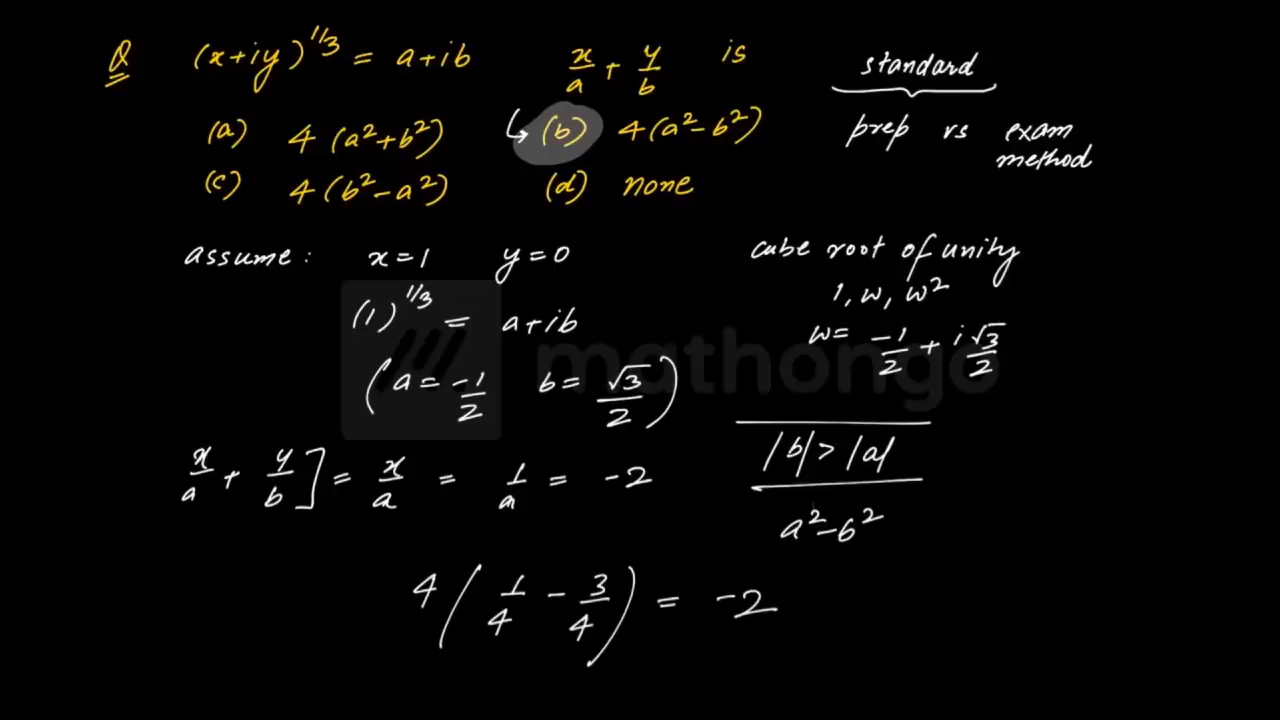 Q (x+iy)^1/3 = a+ib x/a + y/b is
(a) 4(a²+b²) (b) 4(a²-b²)
(c) 4(b²-a²) (d) none
standard
prep vs exam
method
assume: x=1 y=0
(1)^1/3 = a+ib
(a = -1/2 b = √3/2)
x/a + y/b] = x/a = 1/a = -2
4(1/4 - 3/4) = -2
cube root of unity
1, w, w²
w = -1/2 + i √3/2
|b| > |a|
a²-b²
mathongo